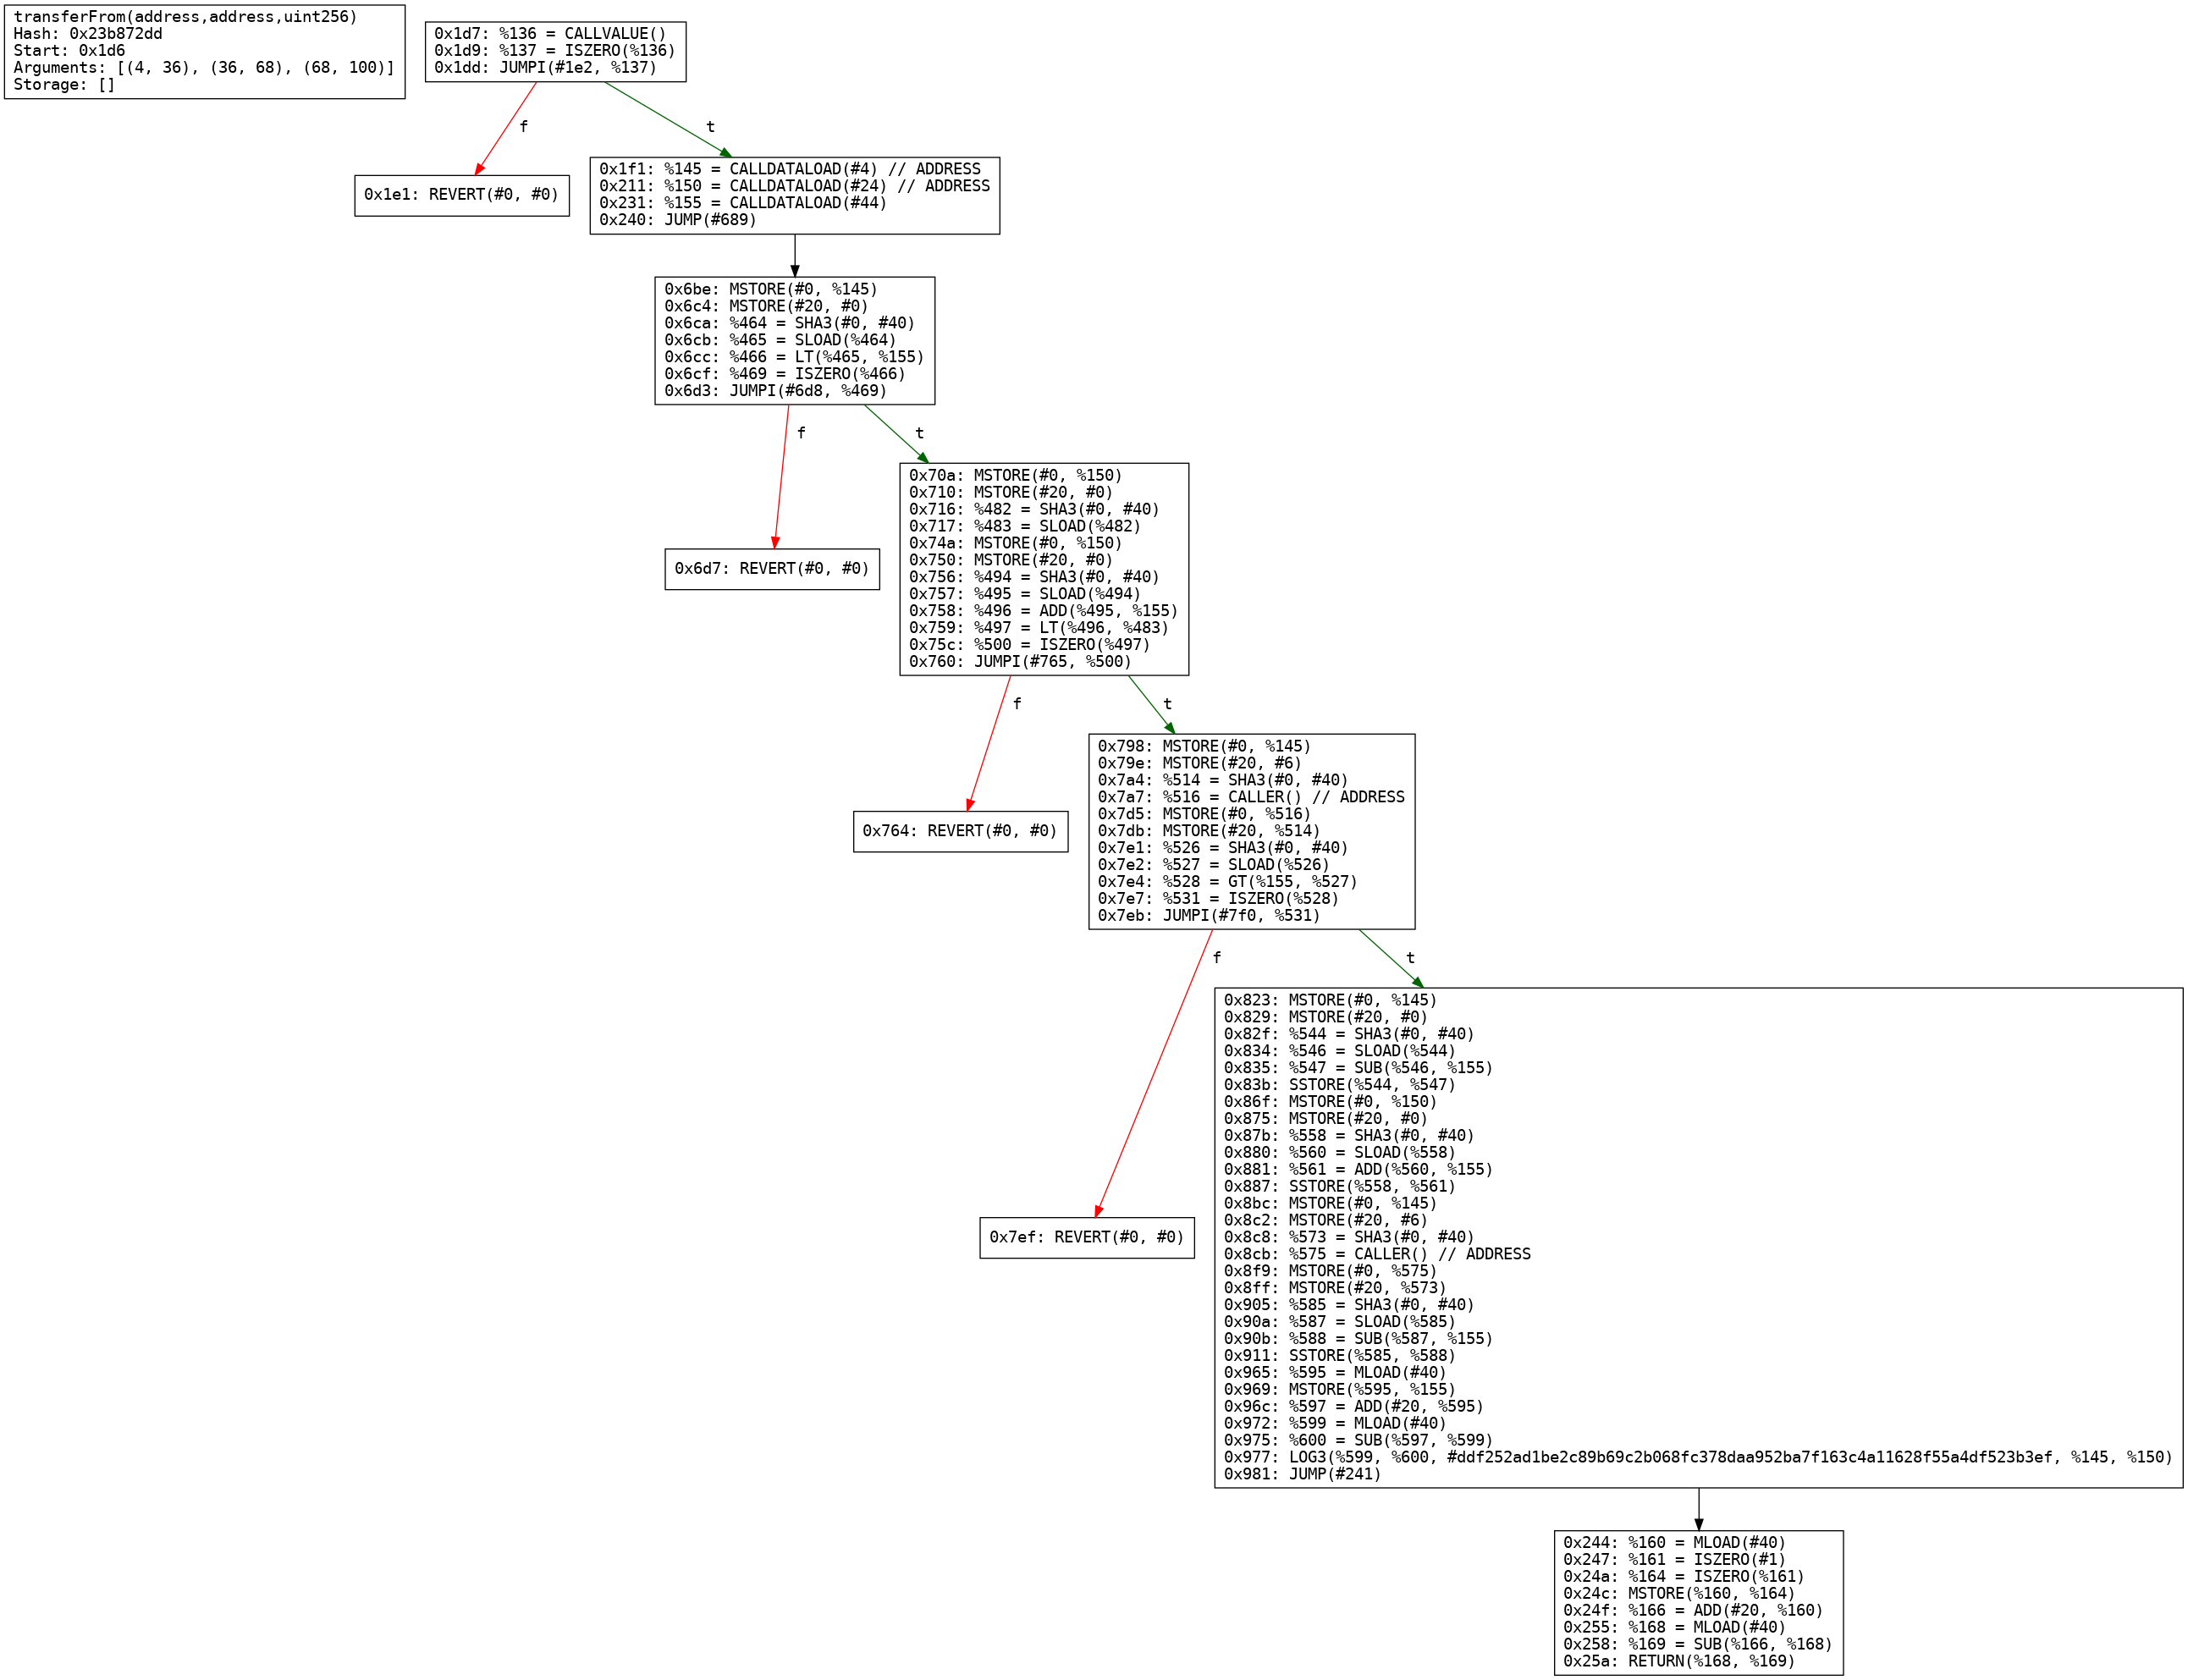 transferFrom(address,address,uint256)
Hash: 0x23b872dd
Start: 0x1d6
Arguments: [(4, 36), (36, 68), (68, 100)]
Storage: []
0x1d7: %136 = CALLVALUE()
0x1d9: %137 = ISZERO(%136)
0x1dd: JUMPI(#1e2, %137)
f
t
0x1e1: REVERT(#0, #0)
0x1f1: %145 = CALLDATALOAD(#4) // ADDRESS
0x211: %150 = CALLDATALOAD(#24) // ADDRESS
0x231: %155 = CALLDATALOAD(#44)
0x240: JUMP(#689)
0x6be: MSTORE(#0, %145)
0x6c4: MSTORE(#20, #0)
0x6ca: %464 = SHA3(#0, #40)
0x6cb: %465 = SLOAD(%464)
0x6cc: %466 = LT(%465, %155)
0x6cf: %469 = ISZERO(%466)
0x6d3: JUMPI(#6d8, %469)
f
t
0x6d7: REVERT(#0, #0)
0x70a: MSTORE(#0, %150)
0x710: MSTORE(#20, #0)
0x716: %482 = SHA3(#0, #40)
0x717: %483 = SLOAD(%482)
0x74a: MSTORE(#0, %150)
0x750: MSTORE(#20, #0)
0x756: %494 = SHA3(#0, #40)
0x757: %495 = SLOAD(%494)
0x758: %496 = ADD(%495, %155)
0x759: %497 = LT(%496, %483)
0x75c: %500 = ISZERO(%497)
0x760: JUMPI(#765, %500)
f
t
0x764: REVERT(#0, #0)
0x798: MSTORE(#0, %145)
0x79e: MSTORE(#20, #6)
0x7a4: %514 = SHA3(#0, #40)
0x7a7: %516 = CALLER() // ADDRESS
0x7d5: MSTORE(#0, %516)
0x7db: MSTORE(#20, %514)
0x7e1: %526 = SHA3(#0, #40)
0x7e2: %527 = SLOAD(%526)
0x7e4: %528 = GT(%155, %527)
0x7e7: %531 = ISZERO(%528)
0x7eb: JUMPI(#7f0, %531)
f
t
0x7ef: REVERT(#0, #0)
0x823: MSTORE(#0, %145)
0x829: MSTORE(#20, #0)
0x82f: %544 = SHA3(#0, #40)
0x834: %546 = SLOAD(%544)
0x835: %547 = SUB(%546, %155)
0x83b: SSTORE(%544, %547)
0x86f: MSTORE(#0, %150)
0x875: MSTORE(#20, #0)
0x87b: %558 = SHA3(#0, #40)
0x880: %560 = SLOAD(%558)
0x881: %561 = ADD(%560, %155)
0x887: SSTORE(%558, %561)
0x8bc: MSTORE(#0, %145)
0x8c2: MSTORE(#20, #6)
0x8c8: %573 = SHA3(#0, #40)
0x8cb: %575 = CALLER() // ADDRESS
0x8f9: MSTORE(#0, %575)
0x8ff: MSTORE(#20, %573)
0x905: %585 = SHA3(#0, #40)
0x90a: %587 = SLOAD(%585)
0x90b: %588 = SUB(%587, %155)
0x911: SSTORE(%585, %588)
0x965: %595 = MLOAD(#40)
0x969: MSTORE(%595, %155)
0x96c: %597 = ADD(#20, %595)
0x972: %599 = MLOAD(#40)
0x975: %600 = SUB(%597, %599)
0x977: LOG3(%599, %600, #ddf252ad1be2c89b69c2b068fc378daa952ba7f163c4a11628f55a4df523b3ef, %145, %150)
0x981: JUMP(#241)
0x244: %160 = MLOAD(#40)
0x247: %161 = ISZERO(#1)
0x24a: %164 = ISZERO(%161)
0x24c: MSTORE(%160, %164)
0x24f: %166 = ADD(#20, %160)
0x255: %168 = MLOAD(#40)
0x258: %169 = SUB(%166, %168)
0x25a: RETURN(%168, %169)